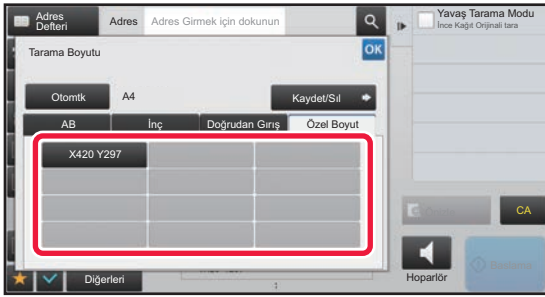 Adres
Defteri
Adres
Adres Girmek için dokunun
Yavaş Tarama Modu
İnce Kağıt Orijinali tara
Tarama Boyutu
OK
Otomtk
A4
Kaydet/Sil
AB
İnç
Doğrudan Giriş
Özel Boyut
X420 Y297
CA
Diğerleri
1
Hoparlör